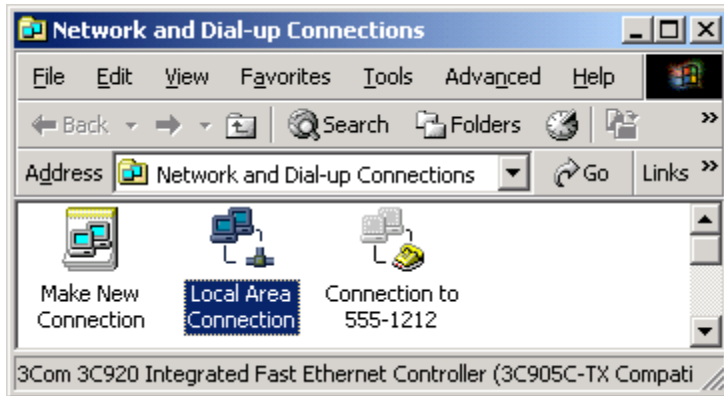 Network and Dial-up Connections
File Edit View Favorites Tools Advanced Help
Back Search Folders »
Address Network and Dial-up Connections Go Links »
Make New Connection
Local Area Connection
Connection to 555-1212
3Com 3C920 Integrated Fast Ethernet Controller (3C905C-TX Compati